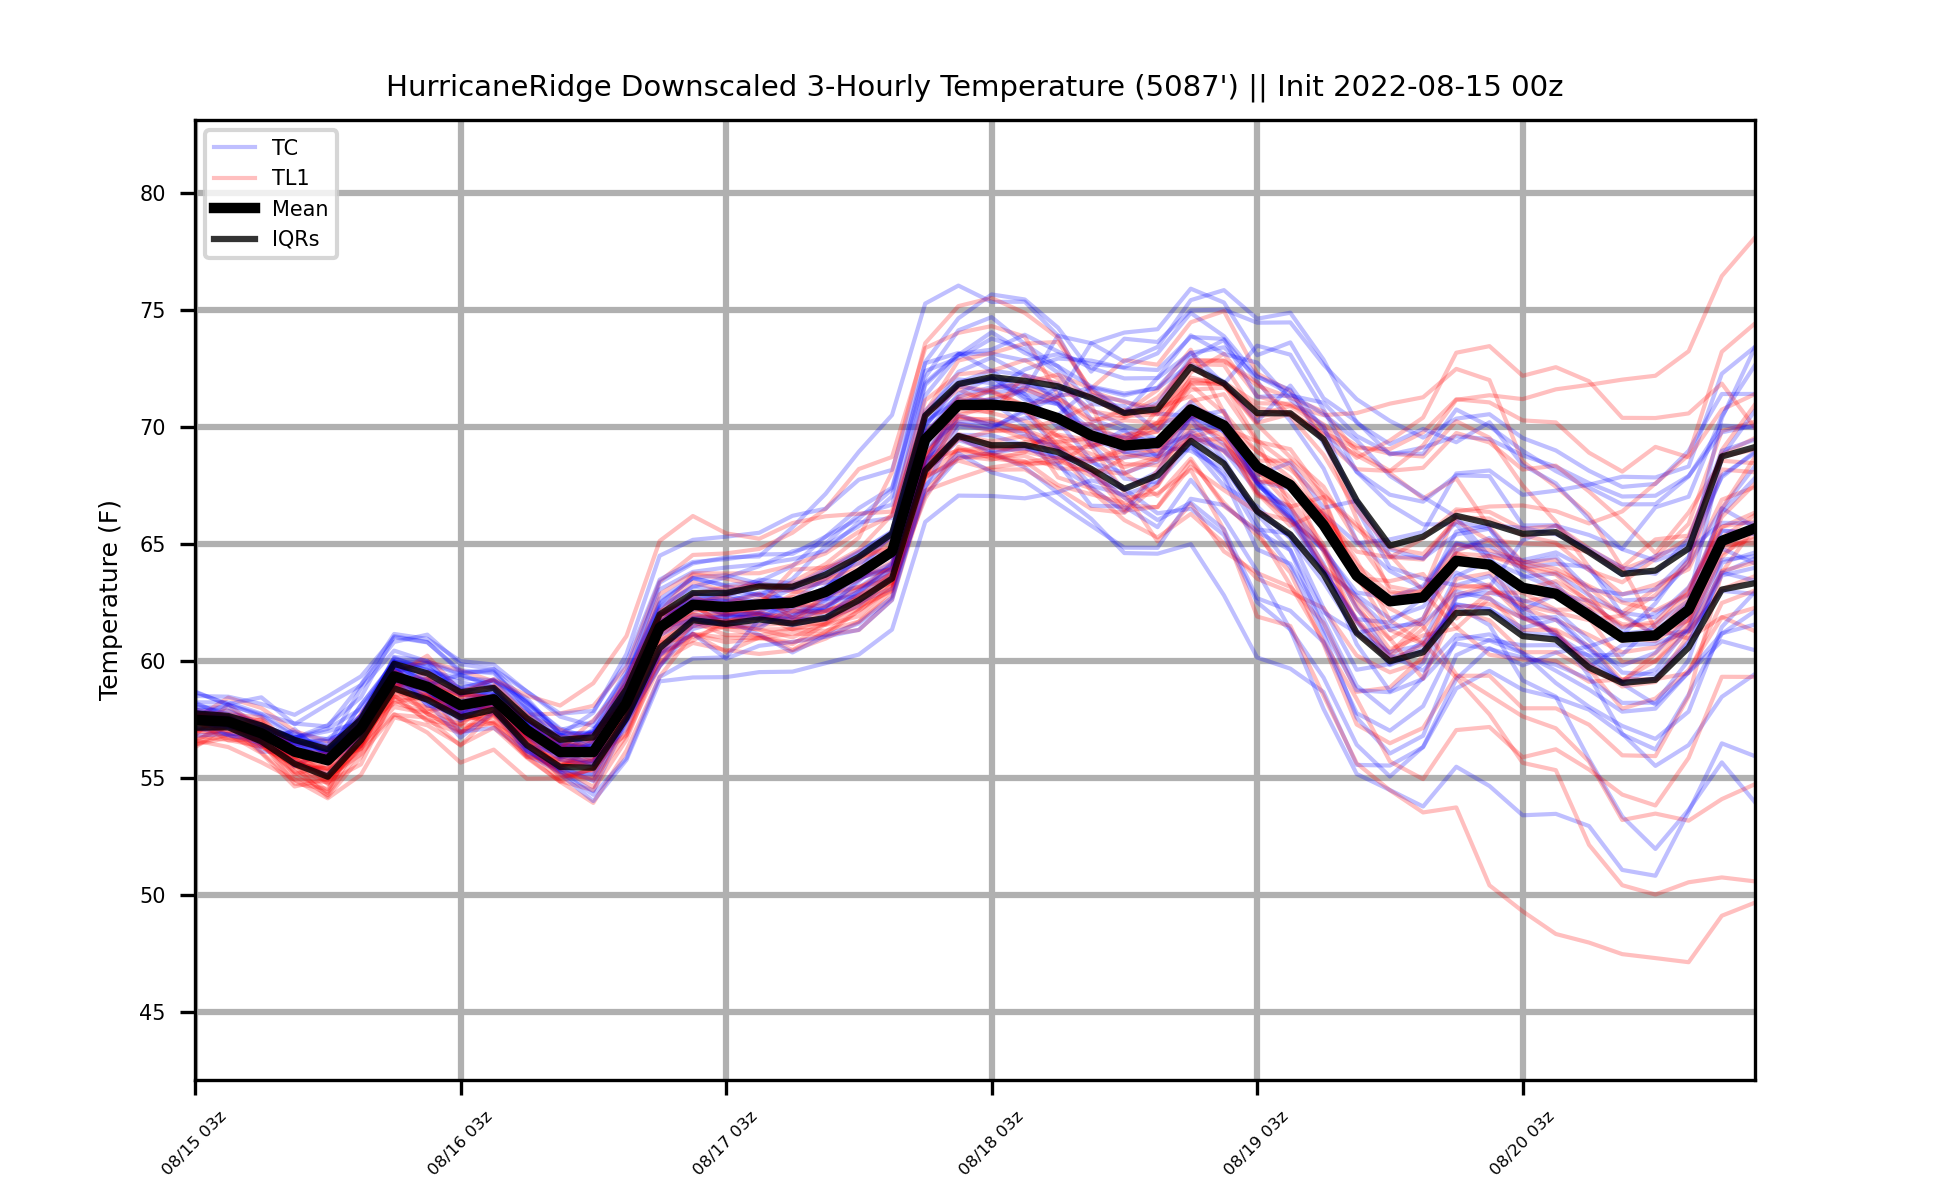 HurricaneRidge Downscaled 3-Hourly Temperature (5087') || Init 2022-08-15 00z
TC
TL1
Mean
IQRs
80
75
70
65
60
55
50
45
Temperature (F)
08/15 03z
08/16 03z
08/17 03z
08/18 03z
08/19 03z
08/20 03z